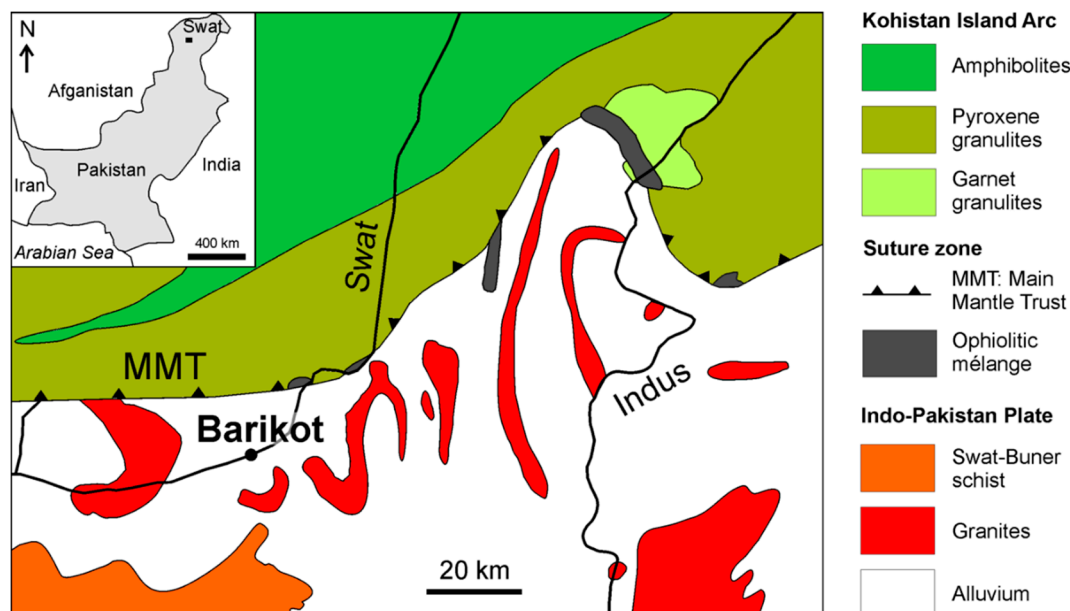 N
Swat
Afganistan
Pakistan
India
Iran
Arabian Sea
400 km
Swat
MMT
Barikot
Indus
20 km
Kohistan Island Arc
Amphibolites
Pyroxene
granulites
Garnet
granulites
Suture zone
MMT: Main
Mantle Trust
Ophiolitic
mélange
Indo-Pakistan Plate
Swat-Buner
schist
Granites
Alluvium